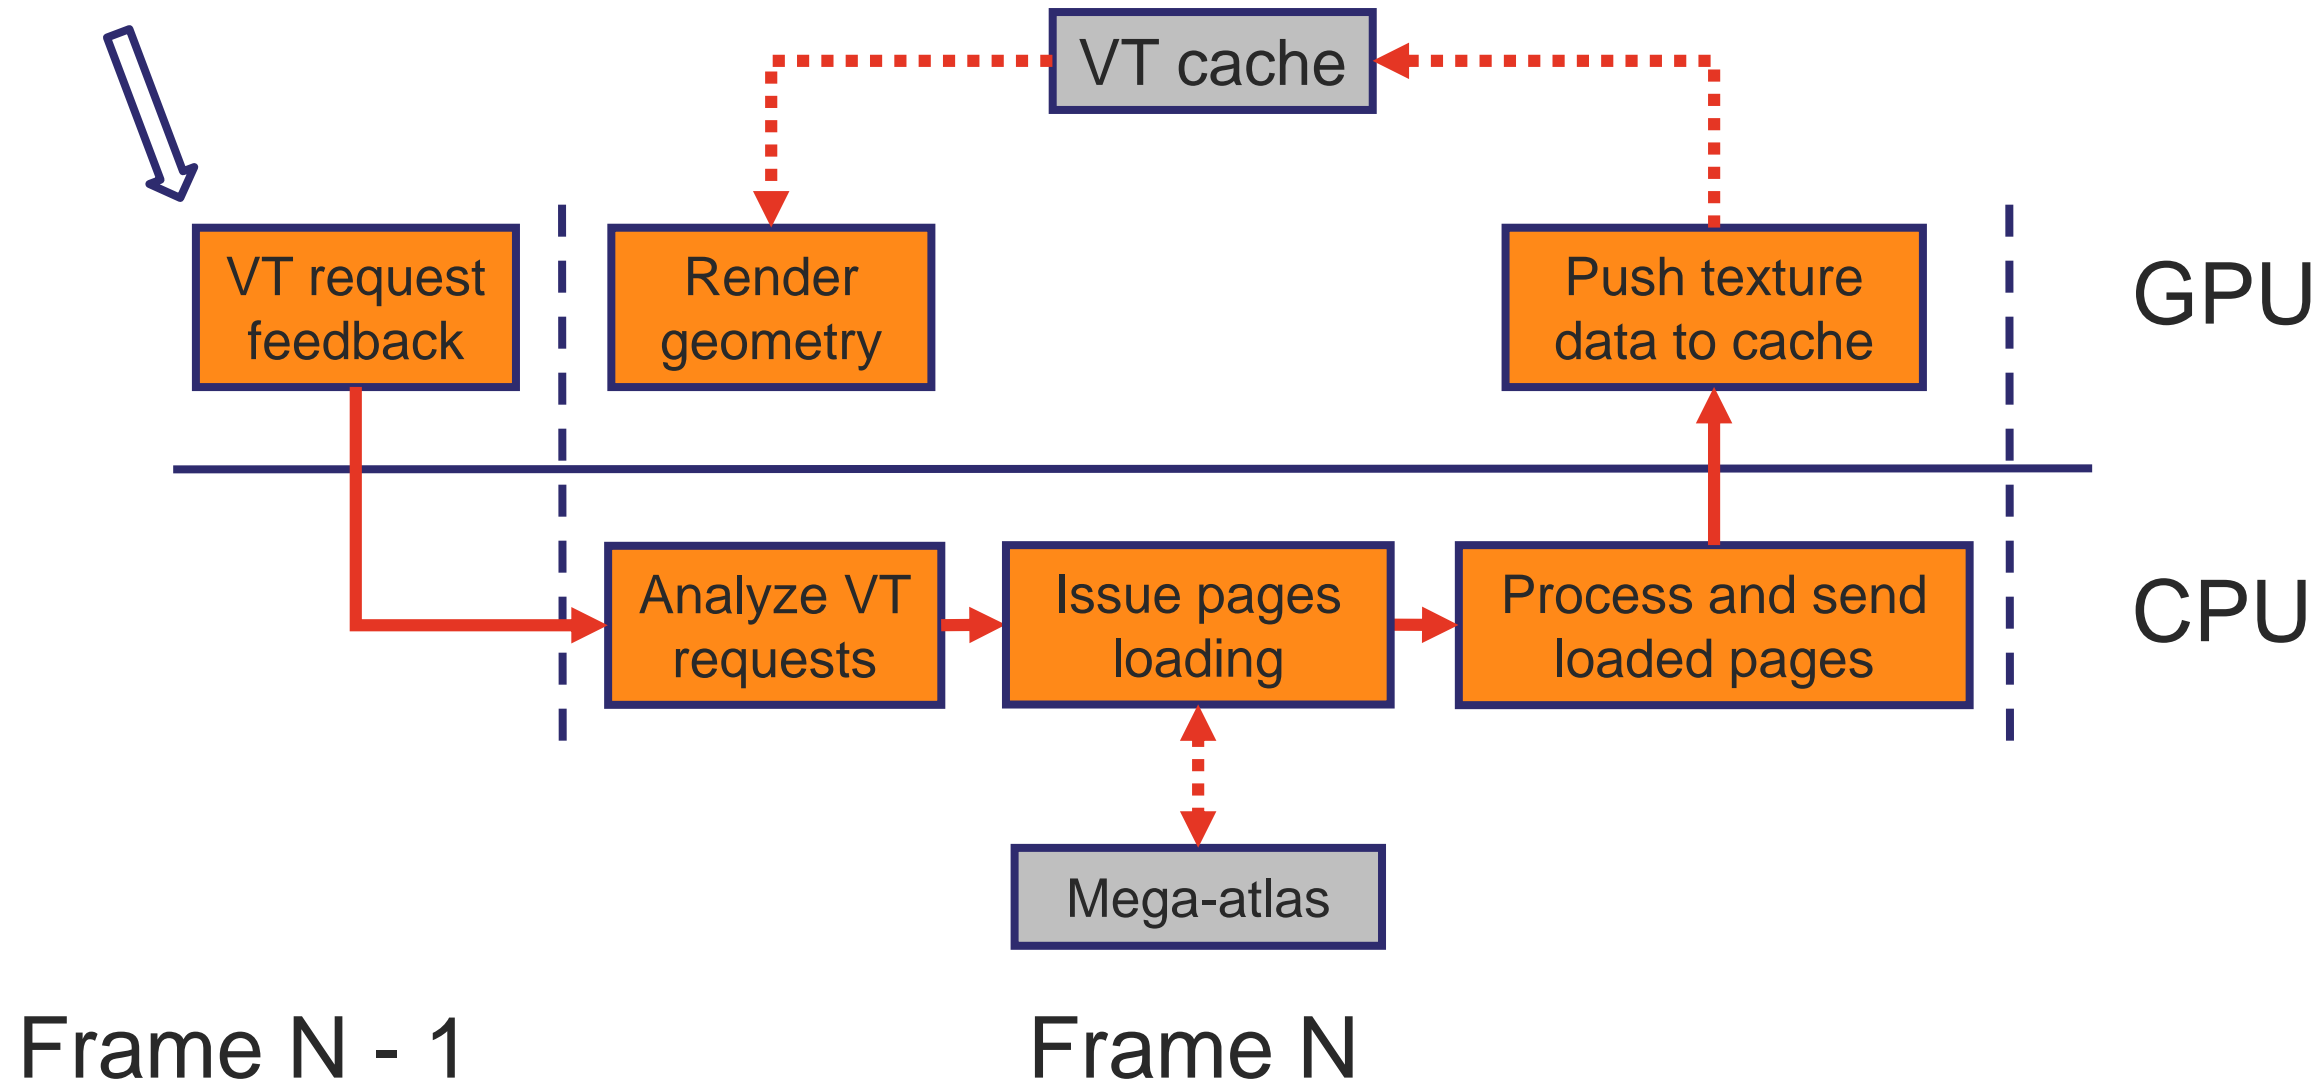 VT cache
VT request
feedback
Render
geometry
Push texture
data to cache
GPU
Analyze VT
requests
Issue pages
loading
Process and send
loaded pages
CPU
Mega-atlas
Frame N - 1
Frame N